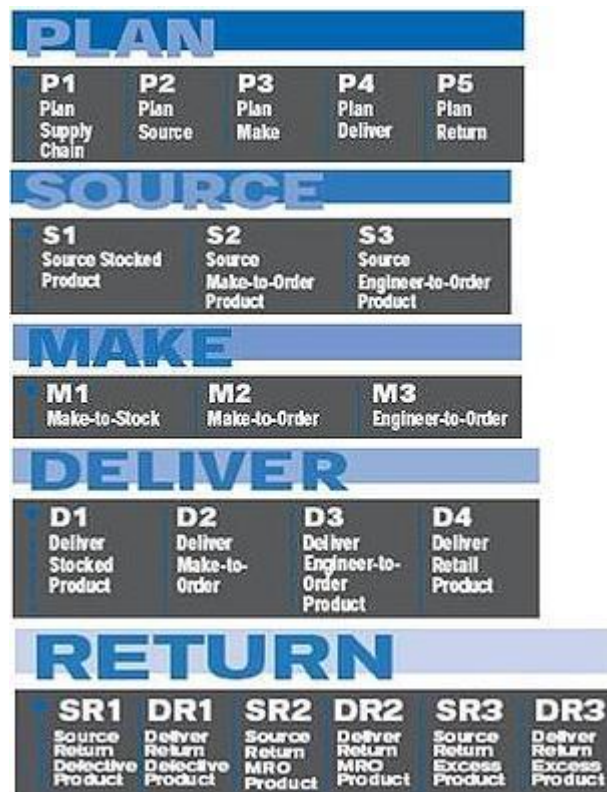 PLAN
P1 P2 P3 P4 P5
Plan Plan Plan Plan Plan
Supply Source Make Deliver Return
Chain
SOURCE
S1 S2 S3
Source Stocked Source Source
Product Make-to-Order Engineer-to-Order
Product Product
MAKE
M1 M2 M3
Make-to-Stock Make-to-Order Engineer-to-Order
DELIVER
D1 D2 D3 D4
Deliver Deliver Deliver Deliver
Stocked Make-to- Engineer-to- Retail
Product Order Order Product
Product
RETURN
SR1 DR1 SR2 DR2 SR3 DR3
Source Deliver Source Deliver Source Deliver
Return Return Return Return Return Return
Defective Defective MRO MRO Excess Excess
Product Product Product Product Product Product